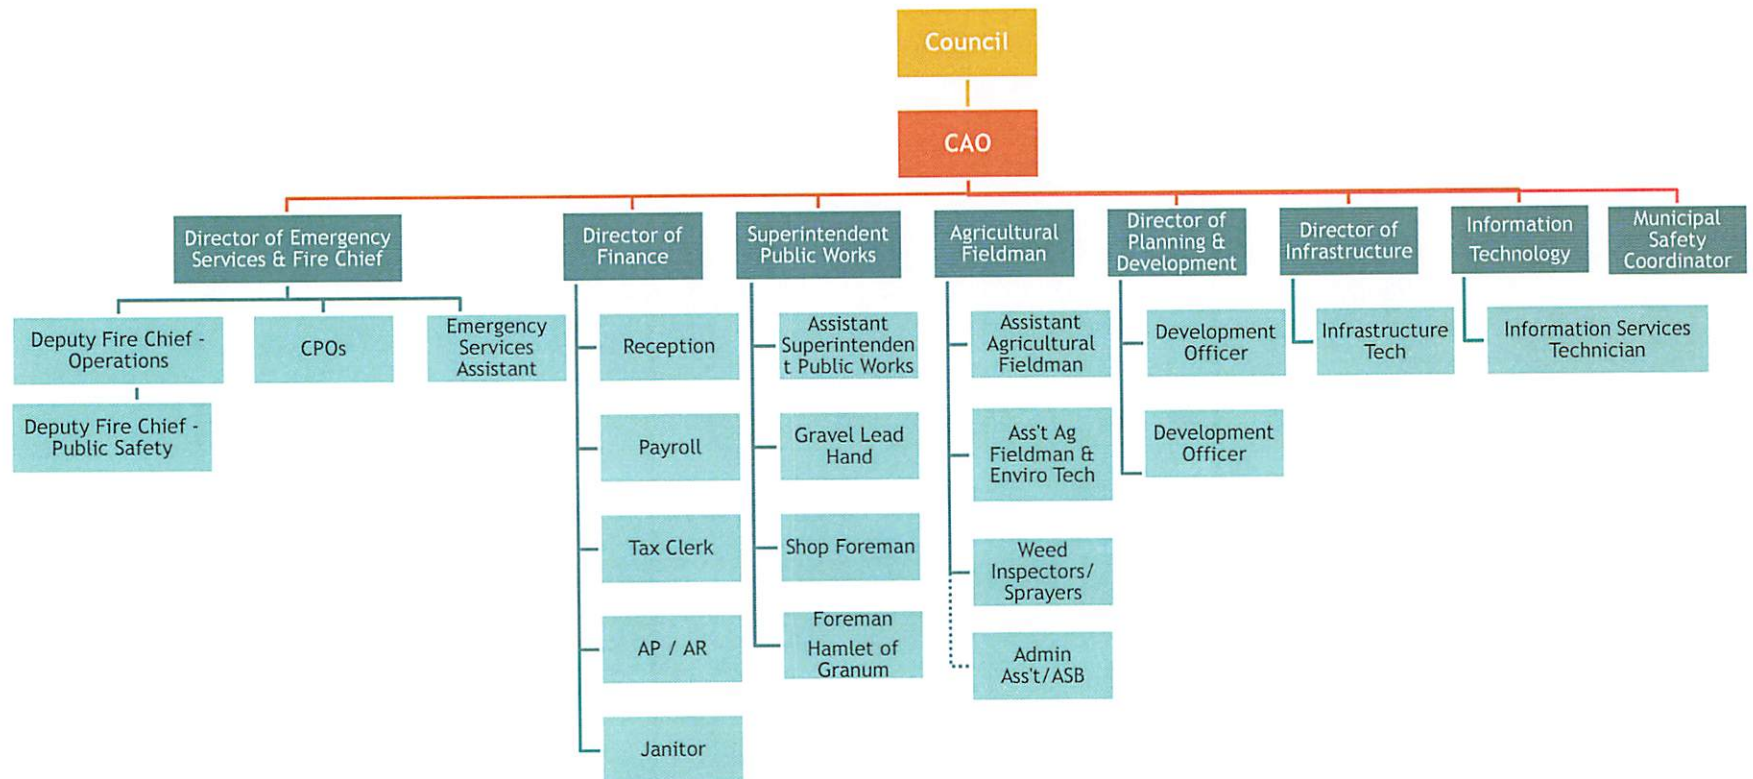 Council
CAO
Director of Emergency
Services & Fire Chief
Director of
Finance
Superintendent
Public Works
Agricultural
Fieldman
Director of
Planning &
Development
Director of
Infrastructure
Information
Technology
Municipal
Safety
Coordinator
Deputy Fire Chief -
Operations
CPOs
Emergency
Services
Assistant
Reception
Assistant
Superintenden
t Public Works
Assistant
Agricultural
Fieldman
Development
Officer
Infrastructure
Tech
Information Services
Technician
Deputy Fire Chief -
Public Safety
Payroll
Gravel Lead
Hand
Ass't Ag
Fieldman &
Enviro Tech
Development
Officer
Tax Clerk
Shop Foreman
Weed
Inspectors/
Sprayers
AP / AR
Foreman
Hamlet of
Granum
Admin
Ass't/ASB
Janitor